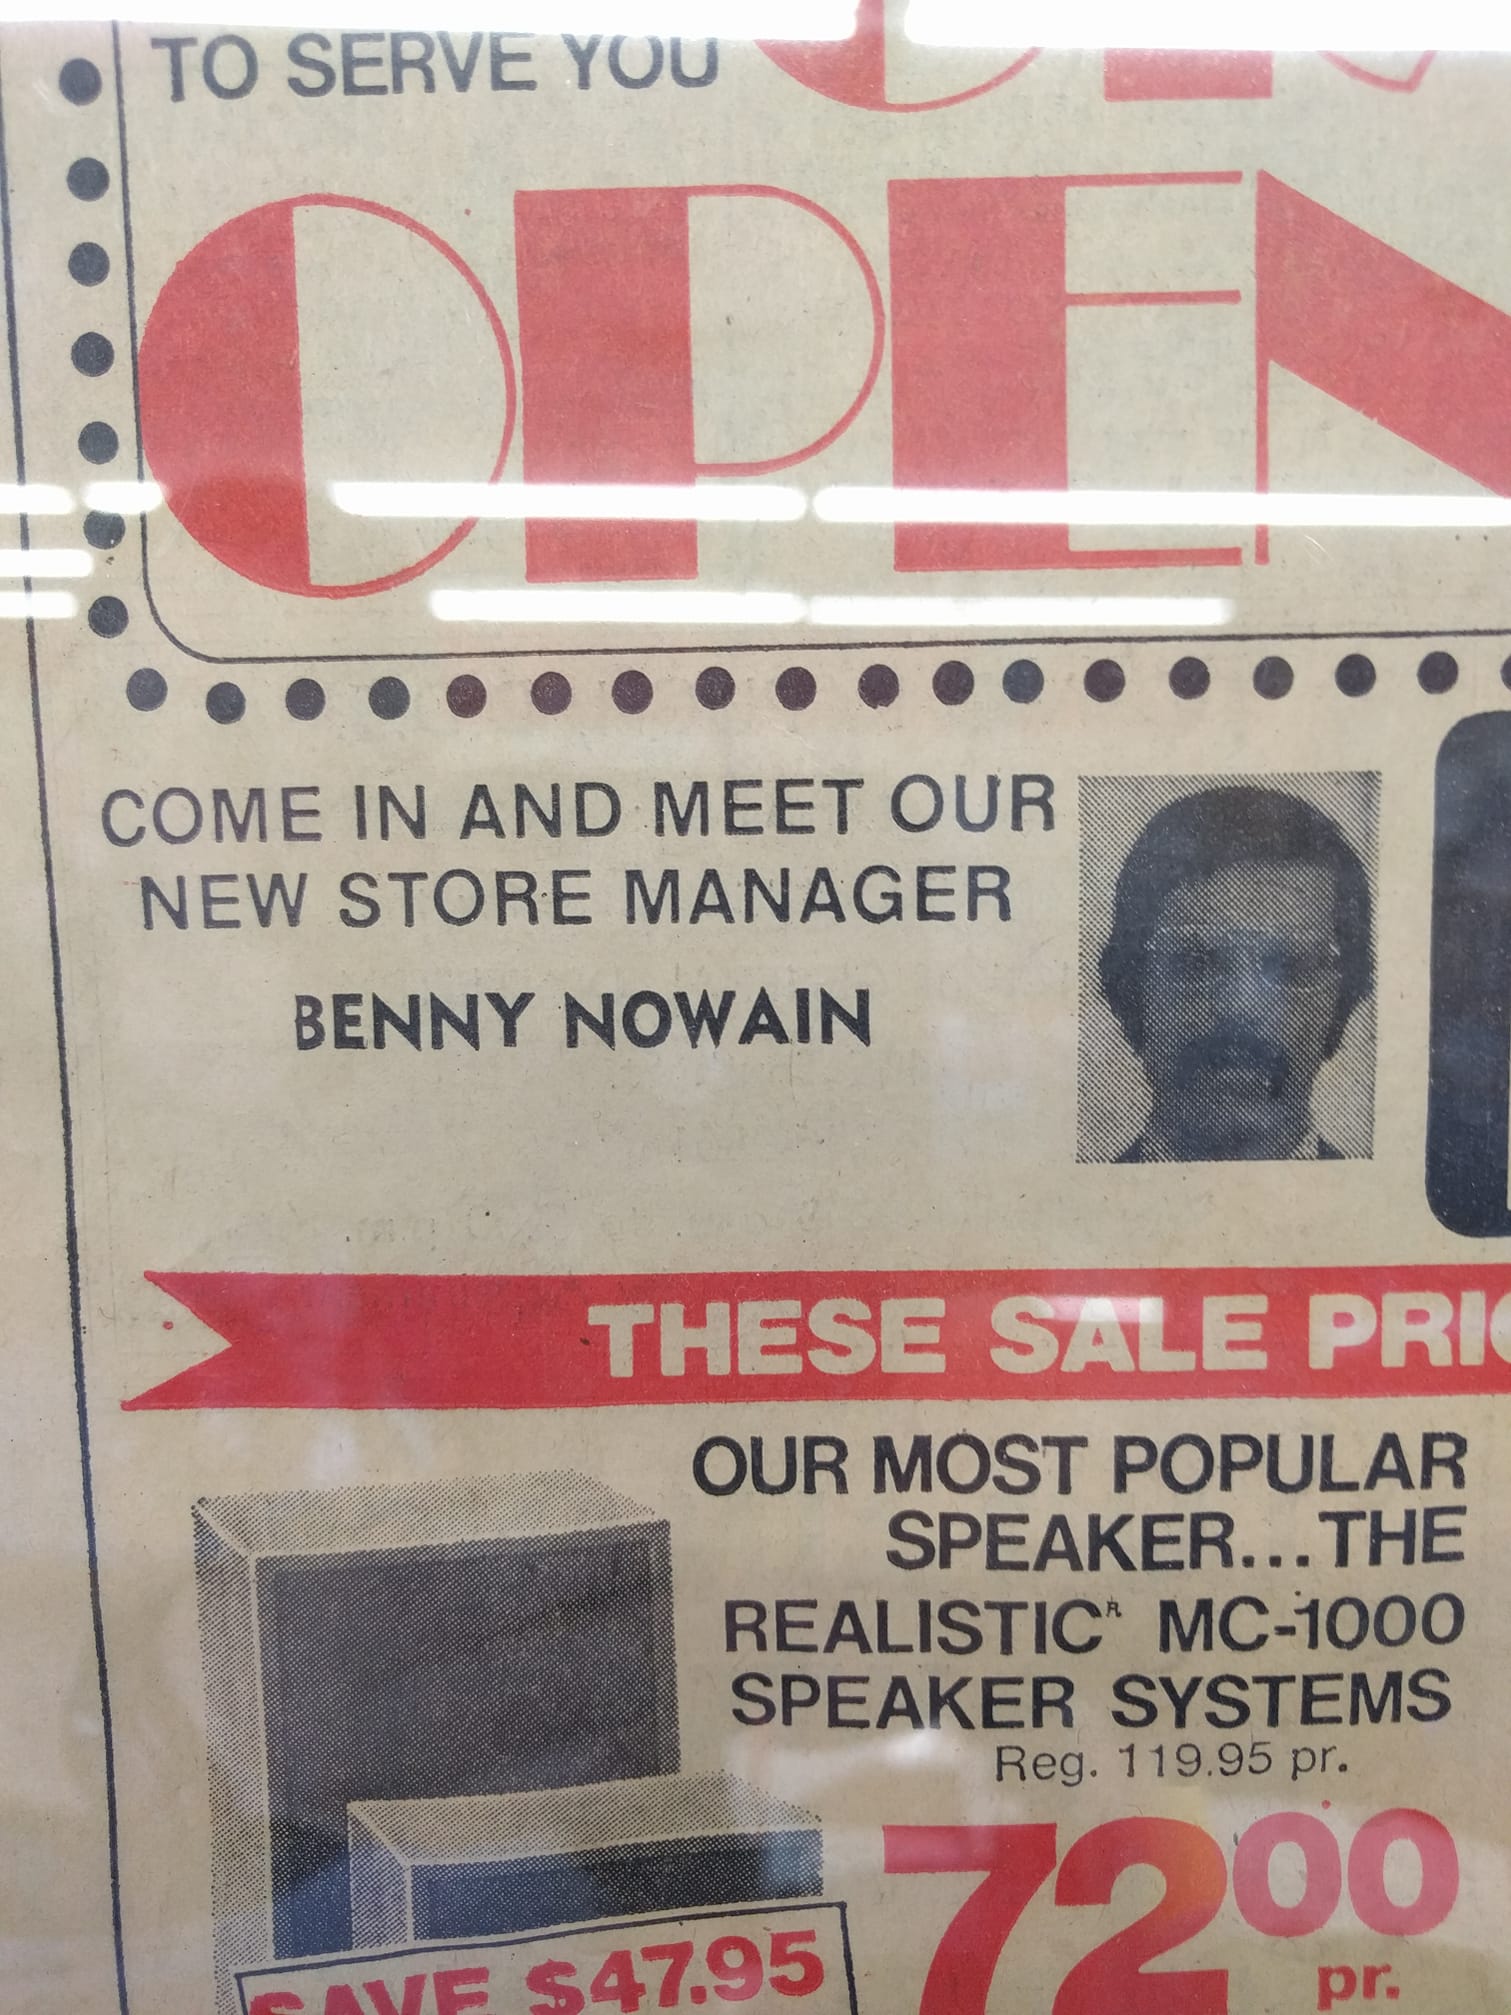 TO SERVE YOU
OPEN
COME IN AND MEET OUR
NEW STORE MANAGER
BENNY NOWAIN
THESE SALE
OUR MOST POPULAR
SPEAKER...THE
REALISTIC® MC-1000
SPEAKER SYSTEMS
Reg. 119.95 pr.
7200
pr.
SAVE $47.95